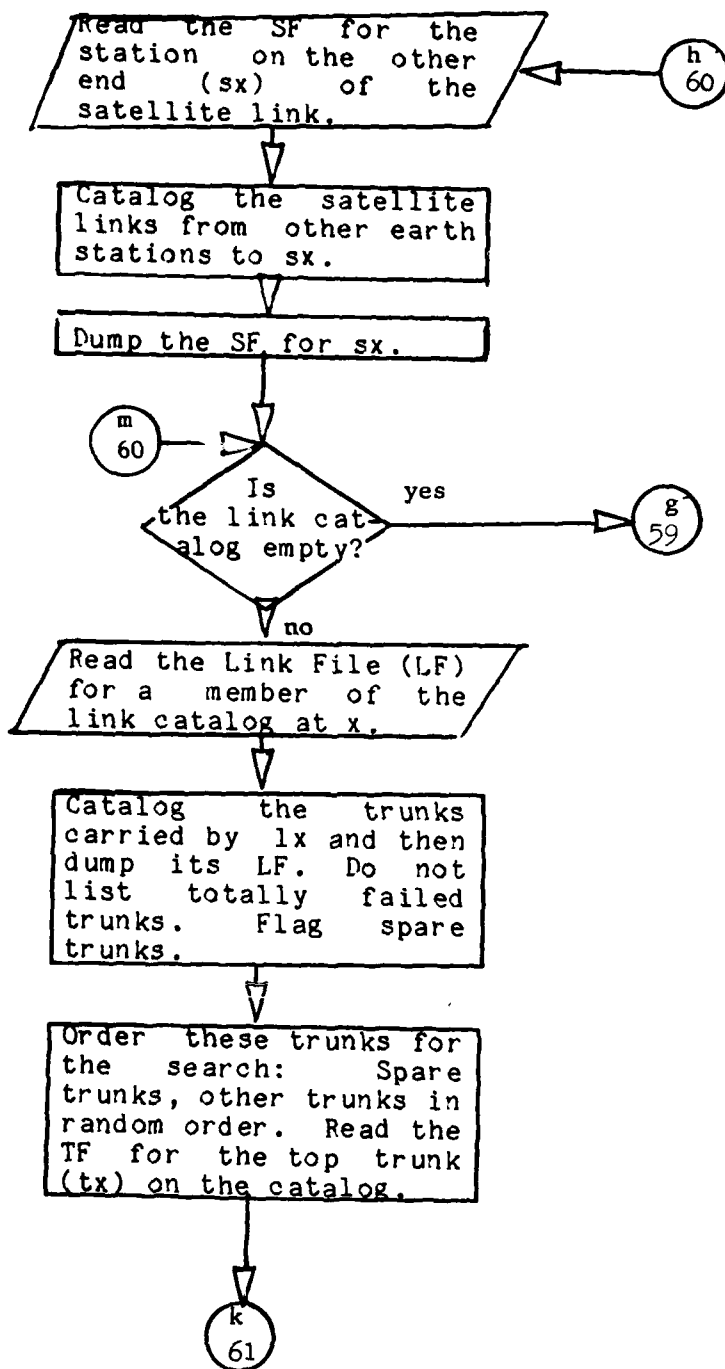 Read the SF for the
station on the other
end (sx) of the
satellite link.
h
60
Catalog the satellite
links from other earth
stations to sx.
Dump the SF for sx.
m
60
Is
the link cat-
alog empty?
yes
g
59
no
Read the Link File (LF)
for a member of the
link catalog at x.
Catalog the trunks
carried by lx and then
dump its LF. Do not
list totally failed
trunks. Flag spare
trunks.
Order these trunks for
the search: Spare
trunks, other trunks in
random order. Read the
TF for the top trunk
(tx) on the catalog.
k
61